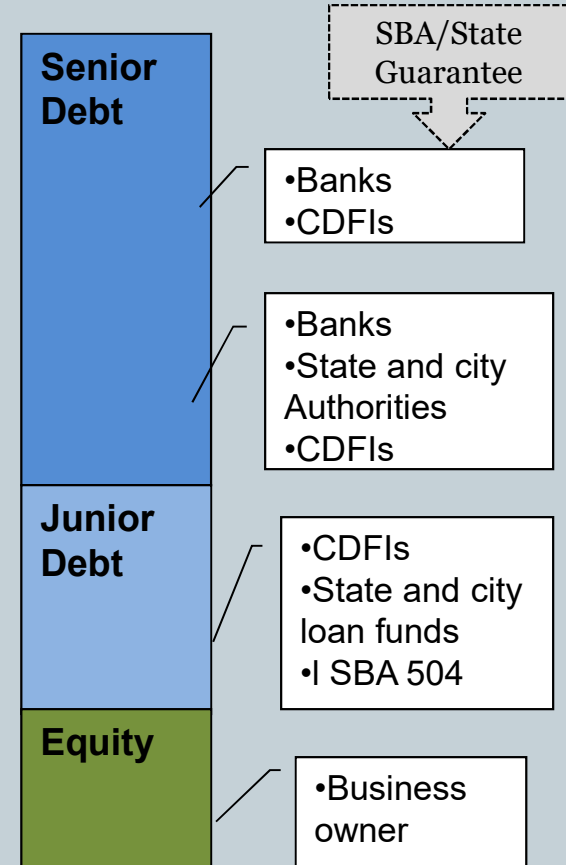 Senior
Debt
SBA/State
Guarantee
•Banks
•CDFIs
•Banks
•State and city
Authorities
•CDFIs
Junior
Debt
•CDFIs
•State and city
loan funds
•I SBA 504
Equity
•Business
owner